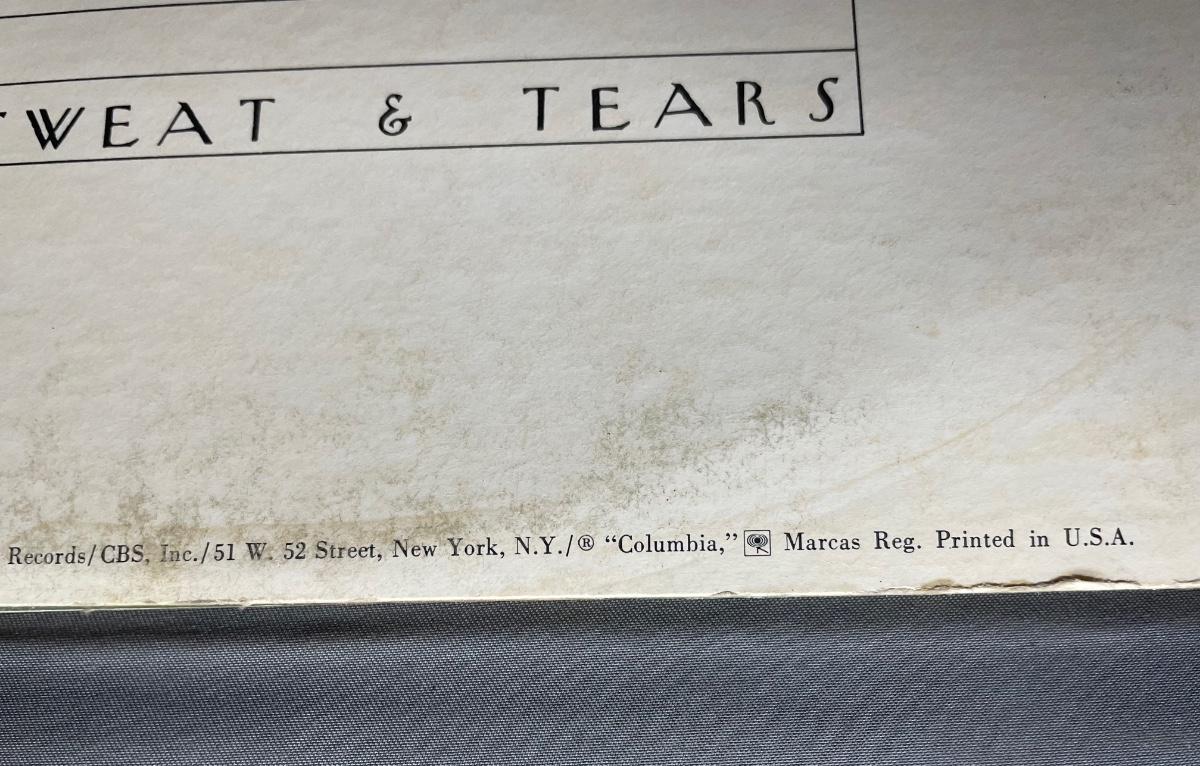 WEAT & TEARS
Records/CBS, Inc./51 W. 52 Street, New York, N.Y./® “Columbia,” Marcas Reg. Printed in U.S.A.